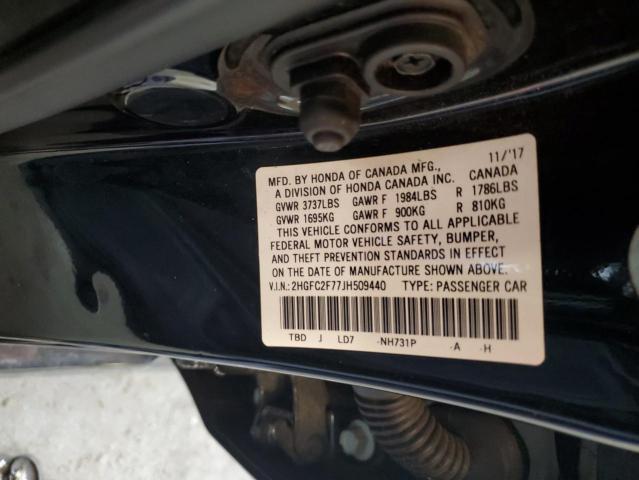 MFD. BY HONDA OF CANADA MFG., 11/'17
A DIVISION OF HONDA CANADA INC. CANADA
GVWR 3737LBS GAWR F 1984LBS R 1786LBS
GVWR 1695KG GAWR F 900KG R 810KG
THIS VEHICLE CONFORMS TO ALL APPLICABLE
FEDERAL MOTOR VEHICLE SAFETY, BUMPER,
AND THEFT PREVENTION STANDARDS IN EFFECT
ON THE DATE OF MANUFACTURE SHOWN ABOVE.
V.I.N.: 2HGFC2F77JH509440 TYPE: PASSENGER CAR
TBD J LD7 -NH731P -A -H